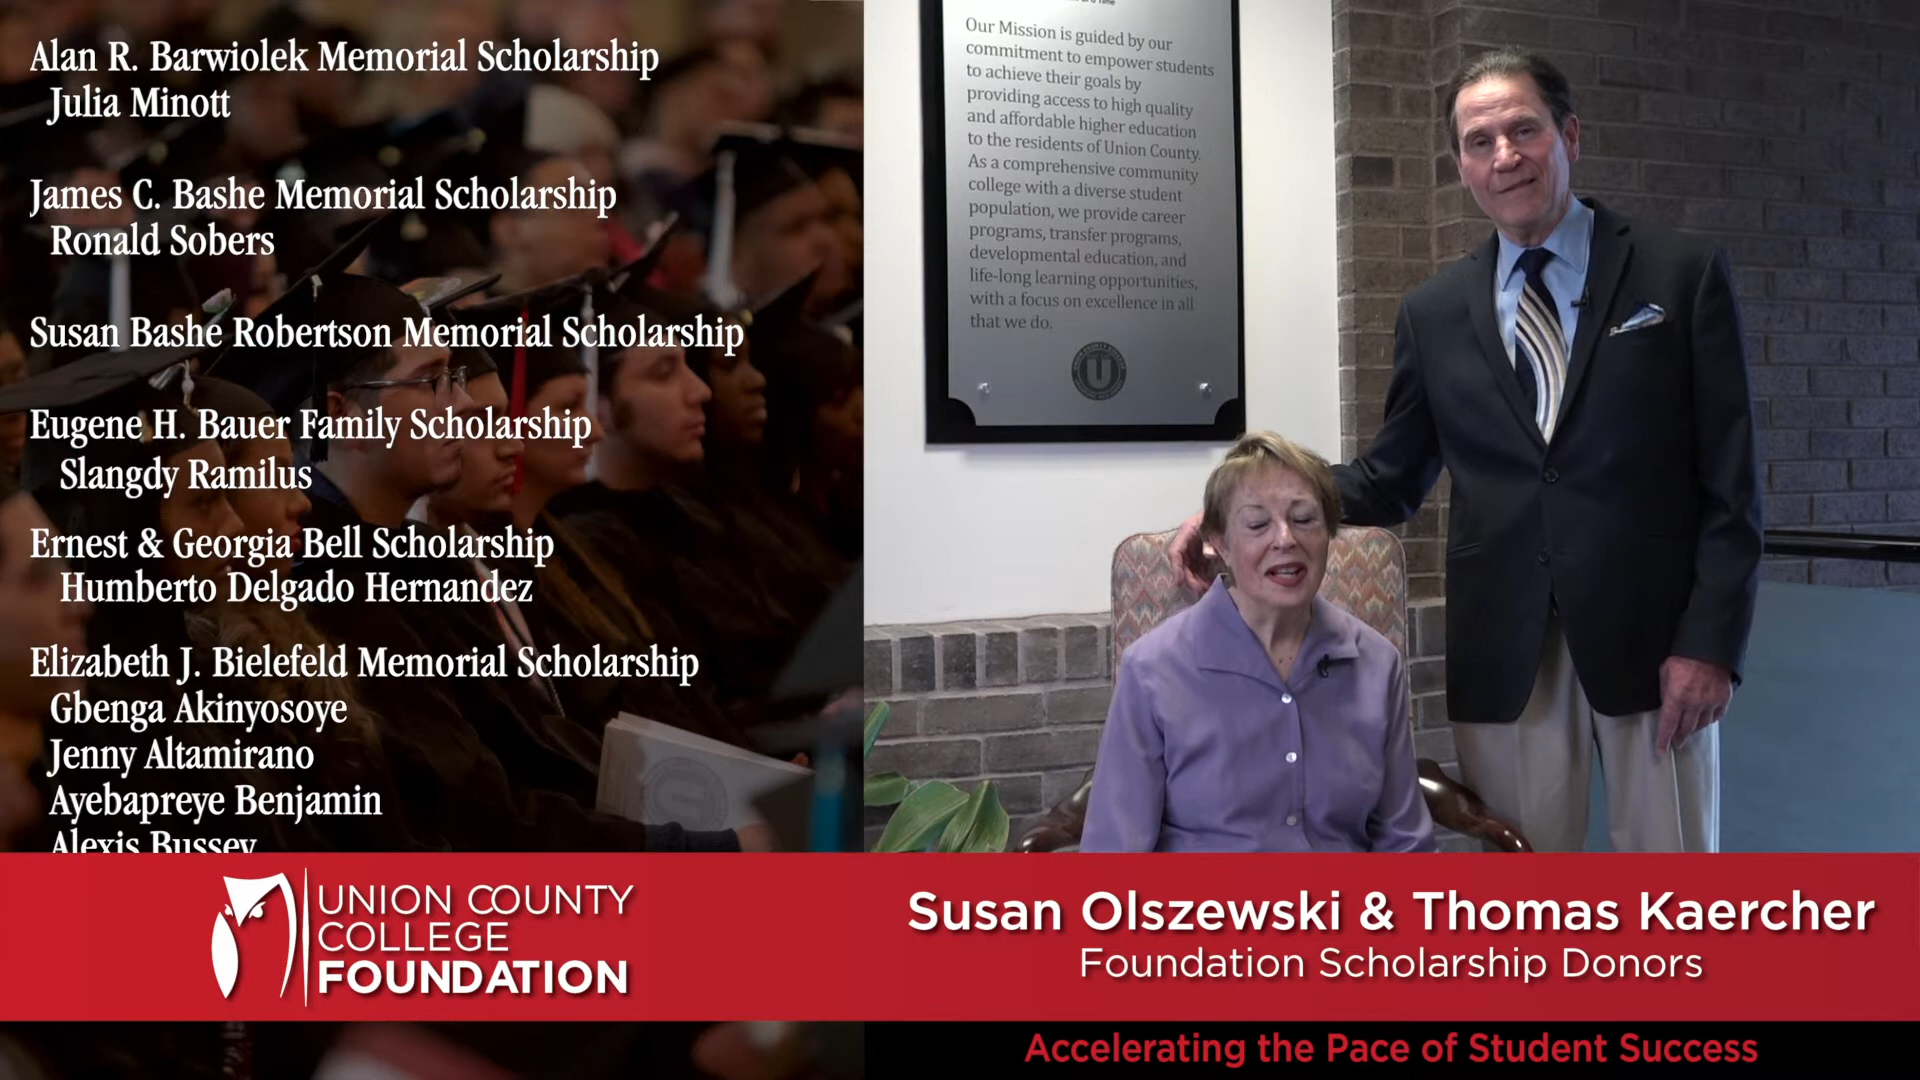 Alan R. Barwiolek Memorial Scholarship
Julia Minott
James C. Bashe Memorial Scholarship
Ronald Sobers
Susan Bashe Robertson Memorial Scholarship
Eugene H. Bauer Family Scholarship
Slangdy Ramilus
Ernest & Georgia Bell Scholarship
Humberto Delgado Hernandez
Elizabeth J. Bielefeld Memorial Scholarship
Gbenga Akinyosoye
Jenny Altamirano
Ayebapreye Benjamin
Alexis Bussey
Our Mission is guided by our
commitment to empower students
to achieve their goals by
providing access to high quality
and affordable higher education
to the residents of Union County.
As a comprehensive community
college with a diverse student
population, we provide career
programs, transfer programs,
developmental education, and
life-long learning opportunities,
with a focus on excellence in all
that we do.
U
UNION COUNTY
COLLEGE
FOUNDATION
Susan Olszewski & Thomas Kaercher
Foundation Scholarship Donors
Accelerating the Pace of Student Success